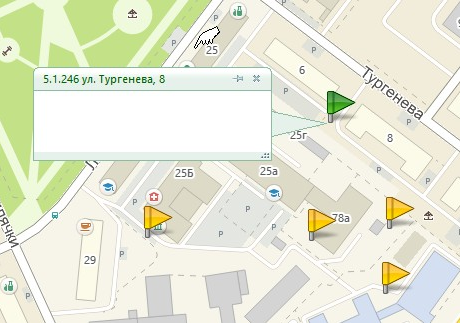 25
6
Тургенева
5.1.246 ул. Тургенева, 8
8
25г
25Б
25а
78а
29
Р
Р
Р
Р
Р
Р
Р
Р